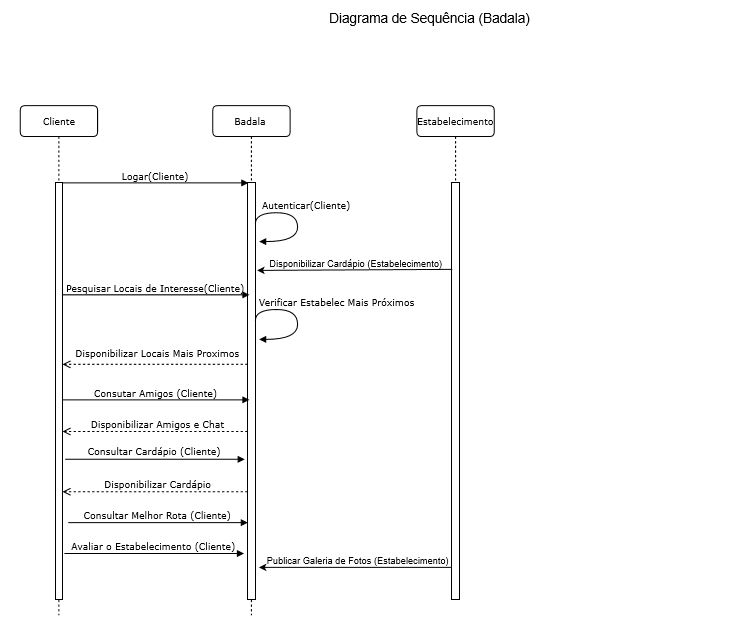 Diagrama de Sequência (Badala)
Cliente
Badala
Estabelecimento
Logar(Cliente)
Autenticar(Cliente)
Disponibilizar Cardápio (Estabelecimento)
Pesquisar Locais de Interesse(Cliente)
Verificar Estabelec Mais Próximos
Disponibilizar Locais Mais Proximos
Consutar Amigos (Cliente)
Disponibilizar Amigos e Chat
Consultar Cardápio (Cliente)
Disponibilizar Cardápio
Consultar Melhor Rota (Cliente)
Avaliar o Estabelecimento (Cliente)
Publicar Galeria de Fotos (Estabelecimento)